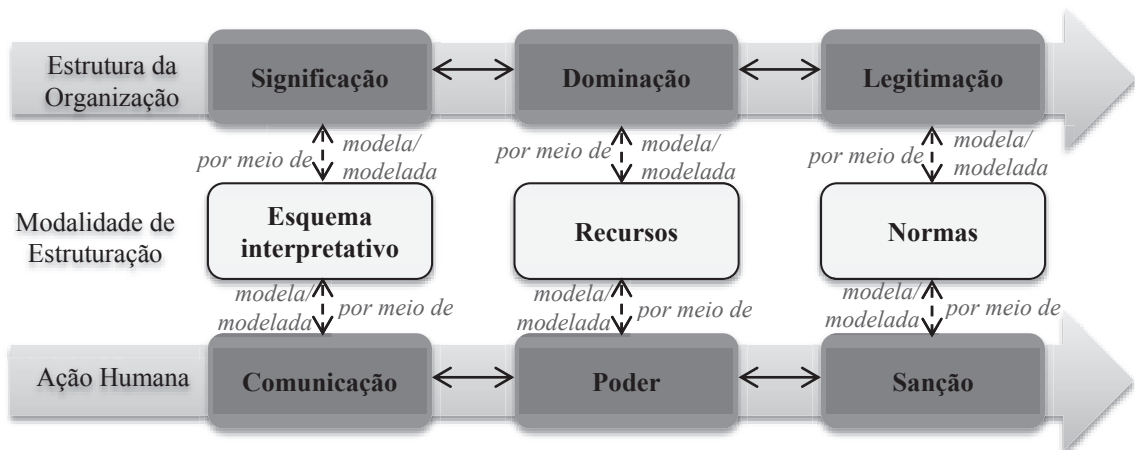 Estrutura da
Organização
Significação
Dominação
Legitimação
por meio de
modela/
modelada
por meio de
modela/
modelada
por meio de
modela/
modelada
Modalidade de
Estruturação
Esquema
interpretativo
Recursos
Normas
modela/
modelada
por meio de
modela/
modelada
por meio de
modela/
modelada
por meio de
Ação Humana
Comunicação
Poder
Sanção